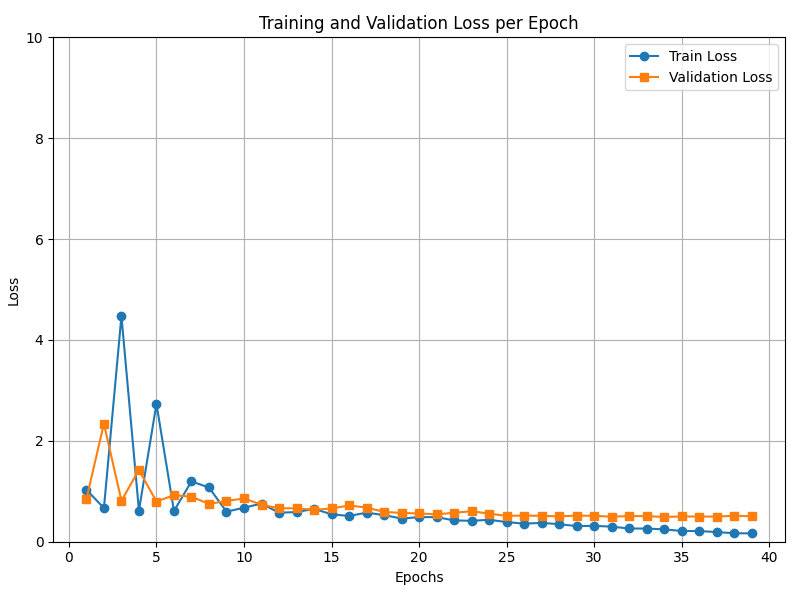 Training and Validation Loss per Epoch
Train Loss
Validation Loss
10
8
6
4
2
0
Loss
0 5 10 15 20 25 30 35 40
Epochs